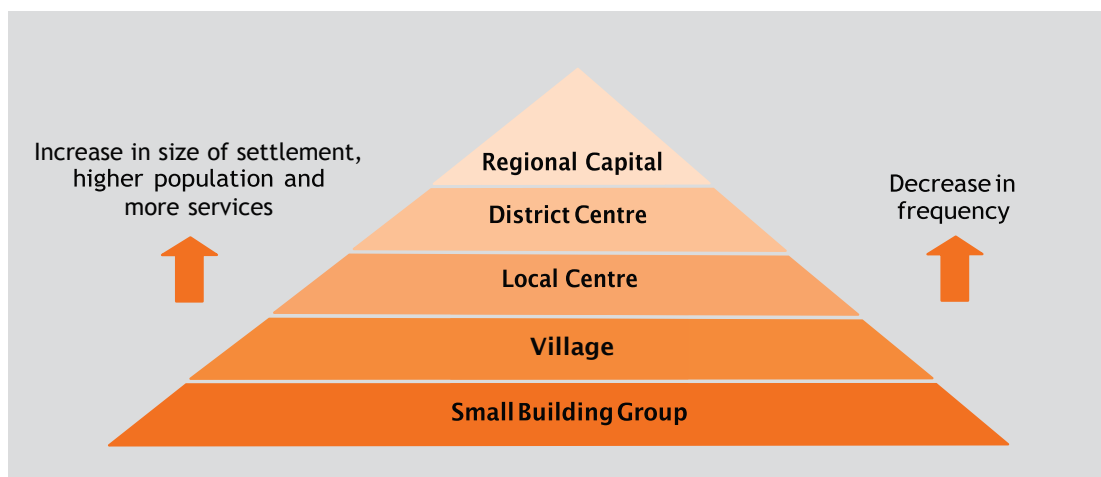 Increase in size of settlement,
higher population and
more services
Regional Capital
District Centre
Local Centre
Village
Small Building Group
Decrease in
frequency